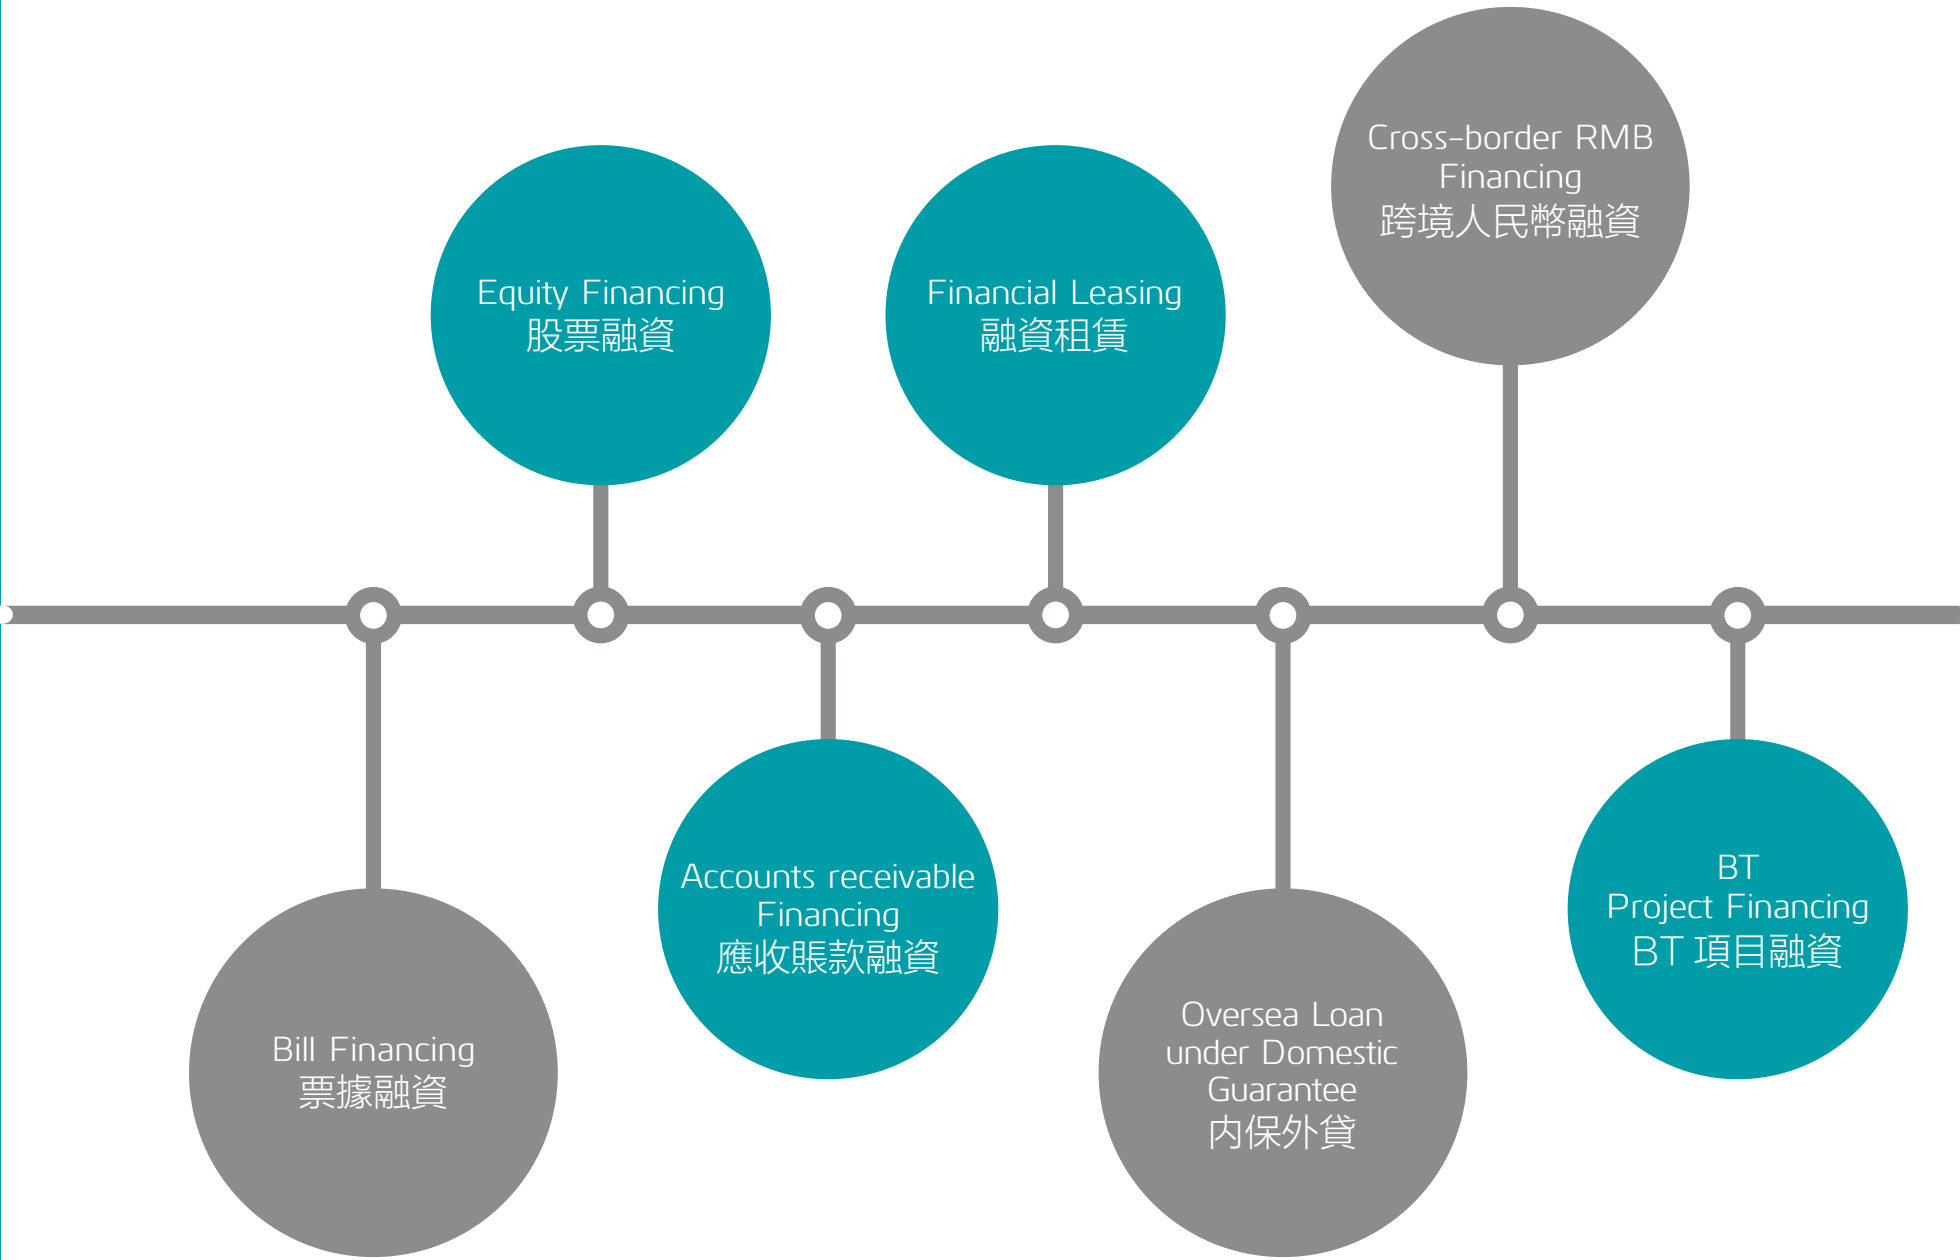 Cross-border RMB
Financing
跨境人民幣融資
Equity Financing
股票融資
Financial Leasing
融資租賃
Accounts receivable
Financing
應收賬款融資
BT
Project Financing
BT 項目融資
Bill Financing
票據融資
Oversea Loan
under Domestic
Guarantee
内保外貸